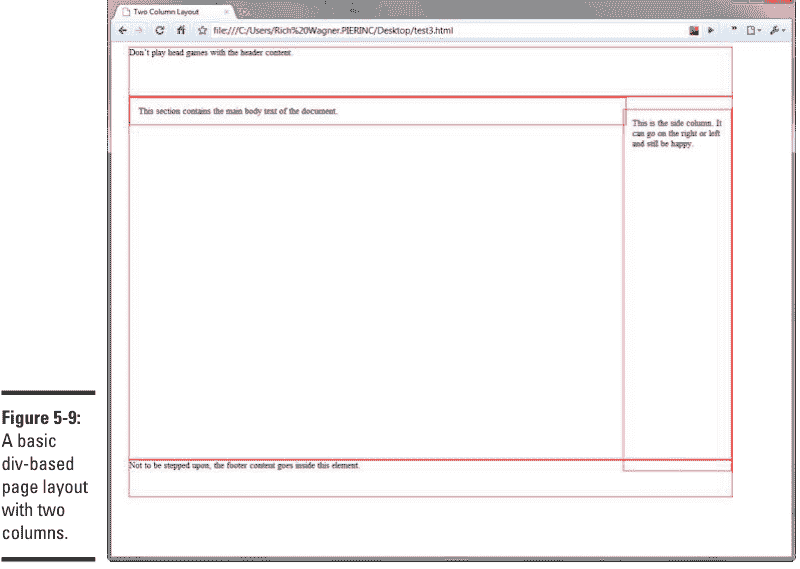 Two Column Layout
file:///C:/Users/Rich%20Wagner.PIERINC/Desktop/test3.html
Don't play head games with the header content.
This section contains the main body text of the document.
This is the side column. It
can go on the right or left
and still be happy.
Not to be stepped upon, the footer content goes inside this element.
Figure 5-9:
A basic
div-based
page layout
with two
columns.